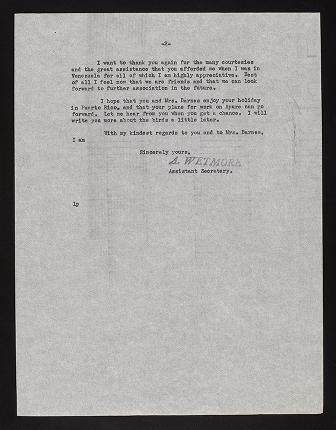 -2-
I want to thank you again for the many courtesies
and the great assistance that you afforded me when I was in
Venezuela for all of which I am highly appreciative. Best
of all I feel now that we are friends and that we can look
forward to further association in the future.
I hope that you and Mrs. Barnes enjoy your holiday
in Puerto Rico, and that your plans for work on Apure can go
forward. Let me hear from you when you get a chance. I will
write you more about the birds a little later.
With my kindest regards to you and to Mrs. Barnes,
I am
Sincerely yours,
A. WETMORE
Assistant Secretary.